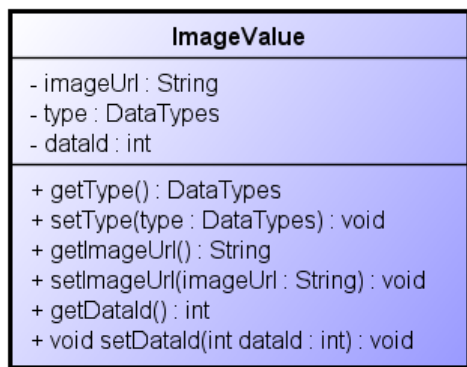 ImageValue
- imageUrl : String
- type : DataTypes
- dataId : int
+ getType() : DataTypes
+ setType(type : DataTypes) : void
+ getImageUrl() : String
+ setImageUrl(imageUrl : String) : void
+ getDataId() : int
+ void setDataId(int dataId : int) : void